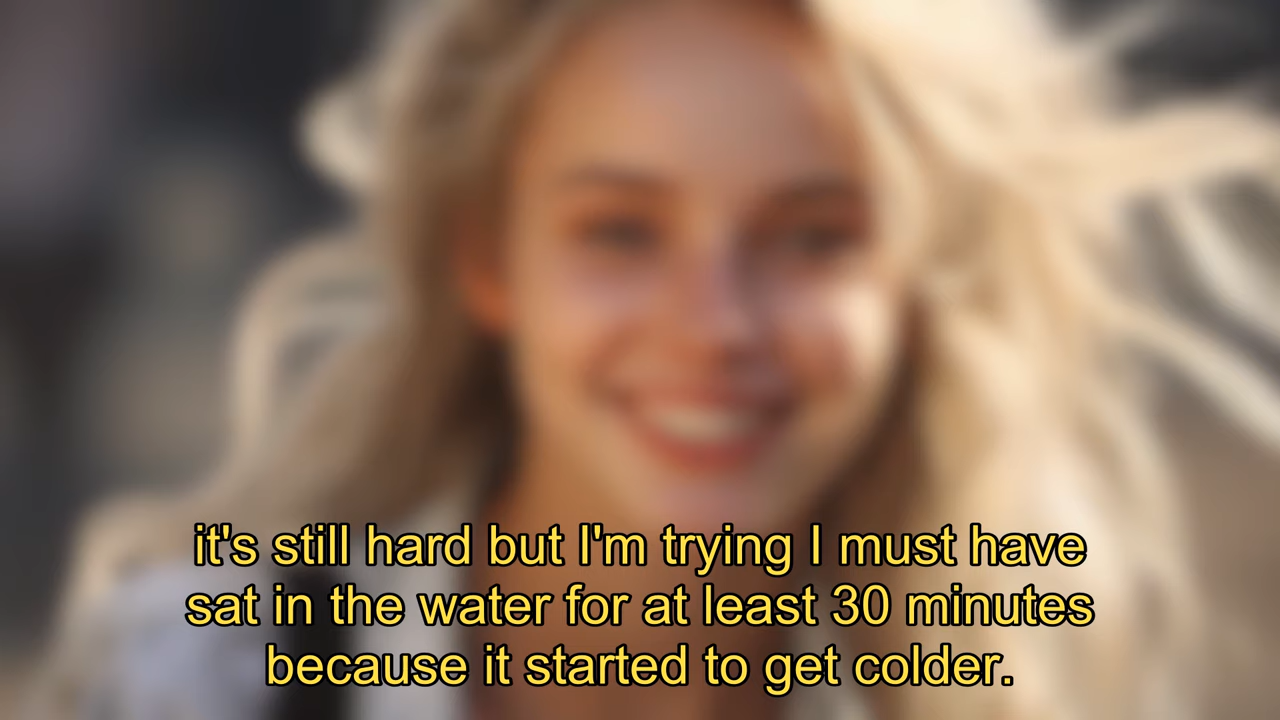 it's still hard but I'm trying I must have
sat in the water for at least 30 minutes
because it started to get colder.